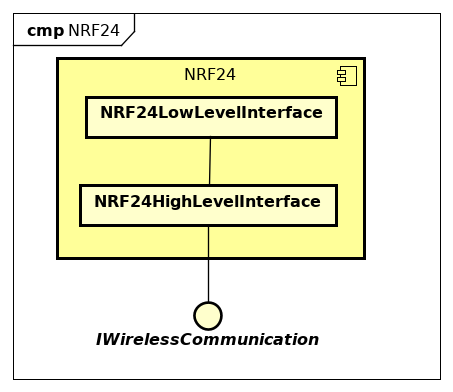 cmp NRF24
NRF24
NRF24LowLevelInterface
NRF24HighLevelInterface
IWirelessCommunication